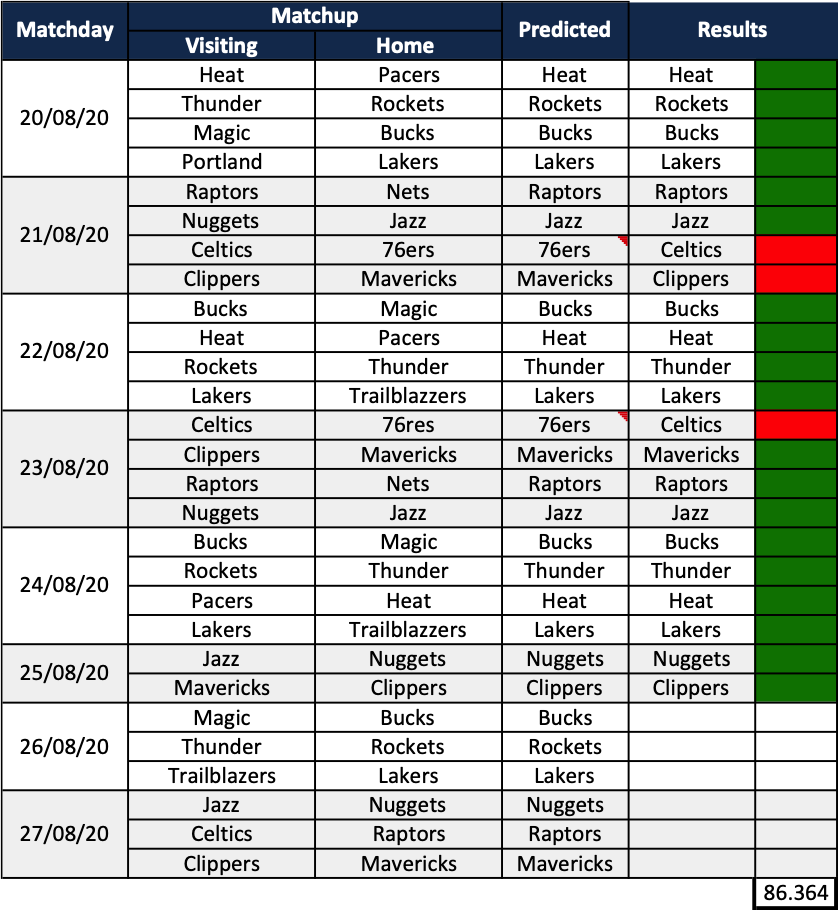 Matchday Matchup Predicted Results
Visiting Home
20/08/20 Heat Pacers Heat Heat
Thunder Rockets Rockets Rockets
Magic Bucks Bucks Bucks
Portland Lakers Lakers Lakers
21/08/20 Raptors Nets Raptors Raptors
Nuggets Jazz Jazz Jazz
Celtics 76ers 76ers Celtics
Clippers Mavericks Mavericks Clippers
22/08/20 Bucks Magic Bucks Bucks
Heat Pacers Heat Heat
Rockets Thunder Thunder Thunder
Lakers Trailblazzers Lakers Lakers
23/08/20 Celtics 76res 76ers Celtics
Clippers Mavericks Mavericks Mavericks
Raptors Nets Raptors Raptors
Nuggets Jazz Jazz Jazz
24/08/20 Bucks Magic Bucks Bucks
Rockets Thunder Thunder Thunder
Pacers Heat Heat Heat
Lakers Trailblazzers Lakers Lakers
25/08/20 Jazz Nuggets Nuggets Nuggets
Mavericks Clippers Clippers Clippers
26/08/20 Magic Bucks Bucks
Thunder Rockets Rockets
Trailblazers Lakers Lakers
27/08/20 Jazz Nuggets Nuggets
Celtics Raptors Raptors
Clippers Mavericks Mavericks
86.364